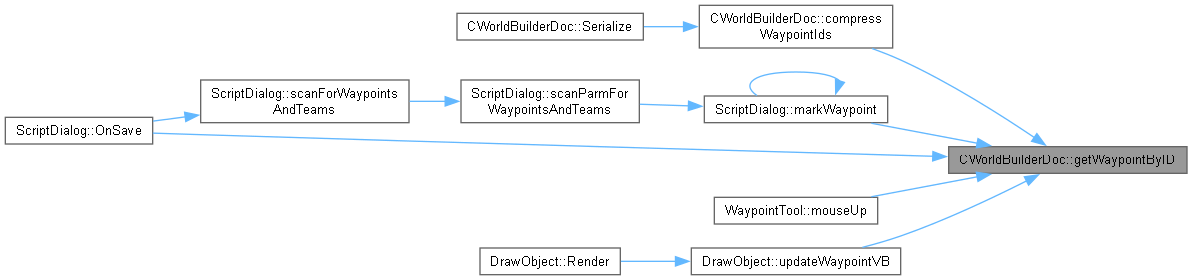 CWorldBuilderDoc::Serialize
CWorldBuilderDoc::compress
WaypointIds
ScriptDialog::scanForWaypoints
AndTeams
ScriptDialog::scanParmFor
WaypointsAndTeams
ScriptDialog::markWaypoint
ScriptDialog::OnSave
CWorldBuilderDoc::getWaypointByID
WaypointTool::mouseUp
DrawObject::Render
DrawObject::updateWaypointVB